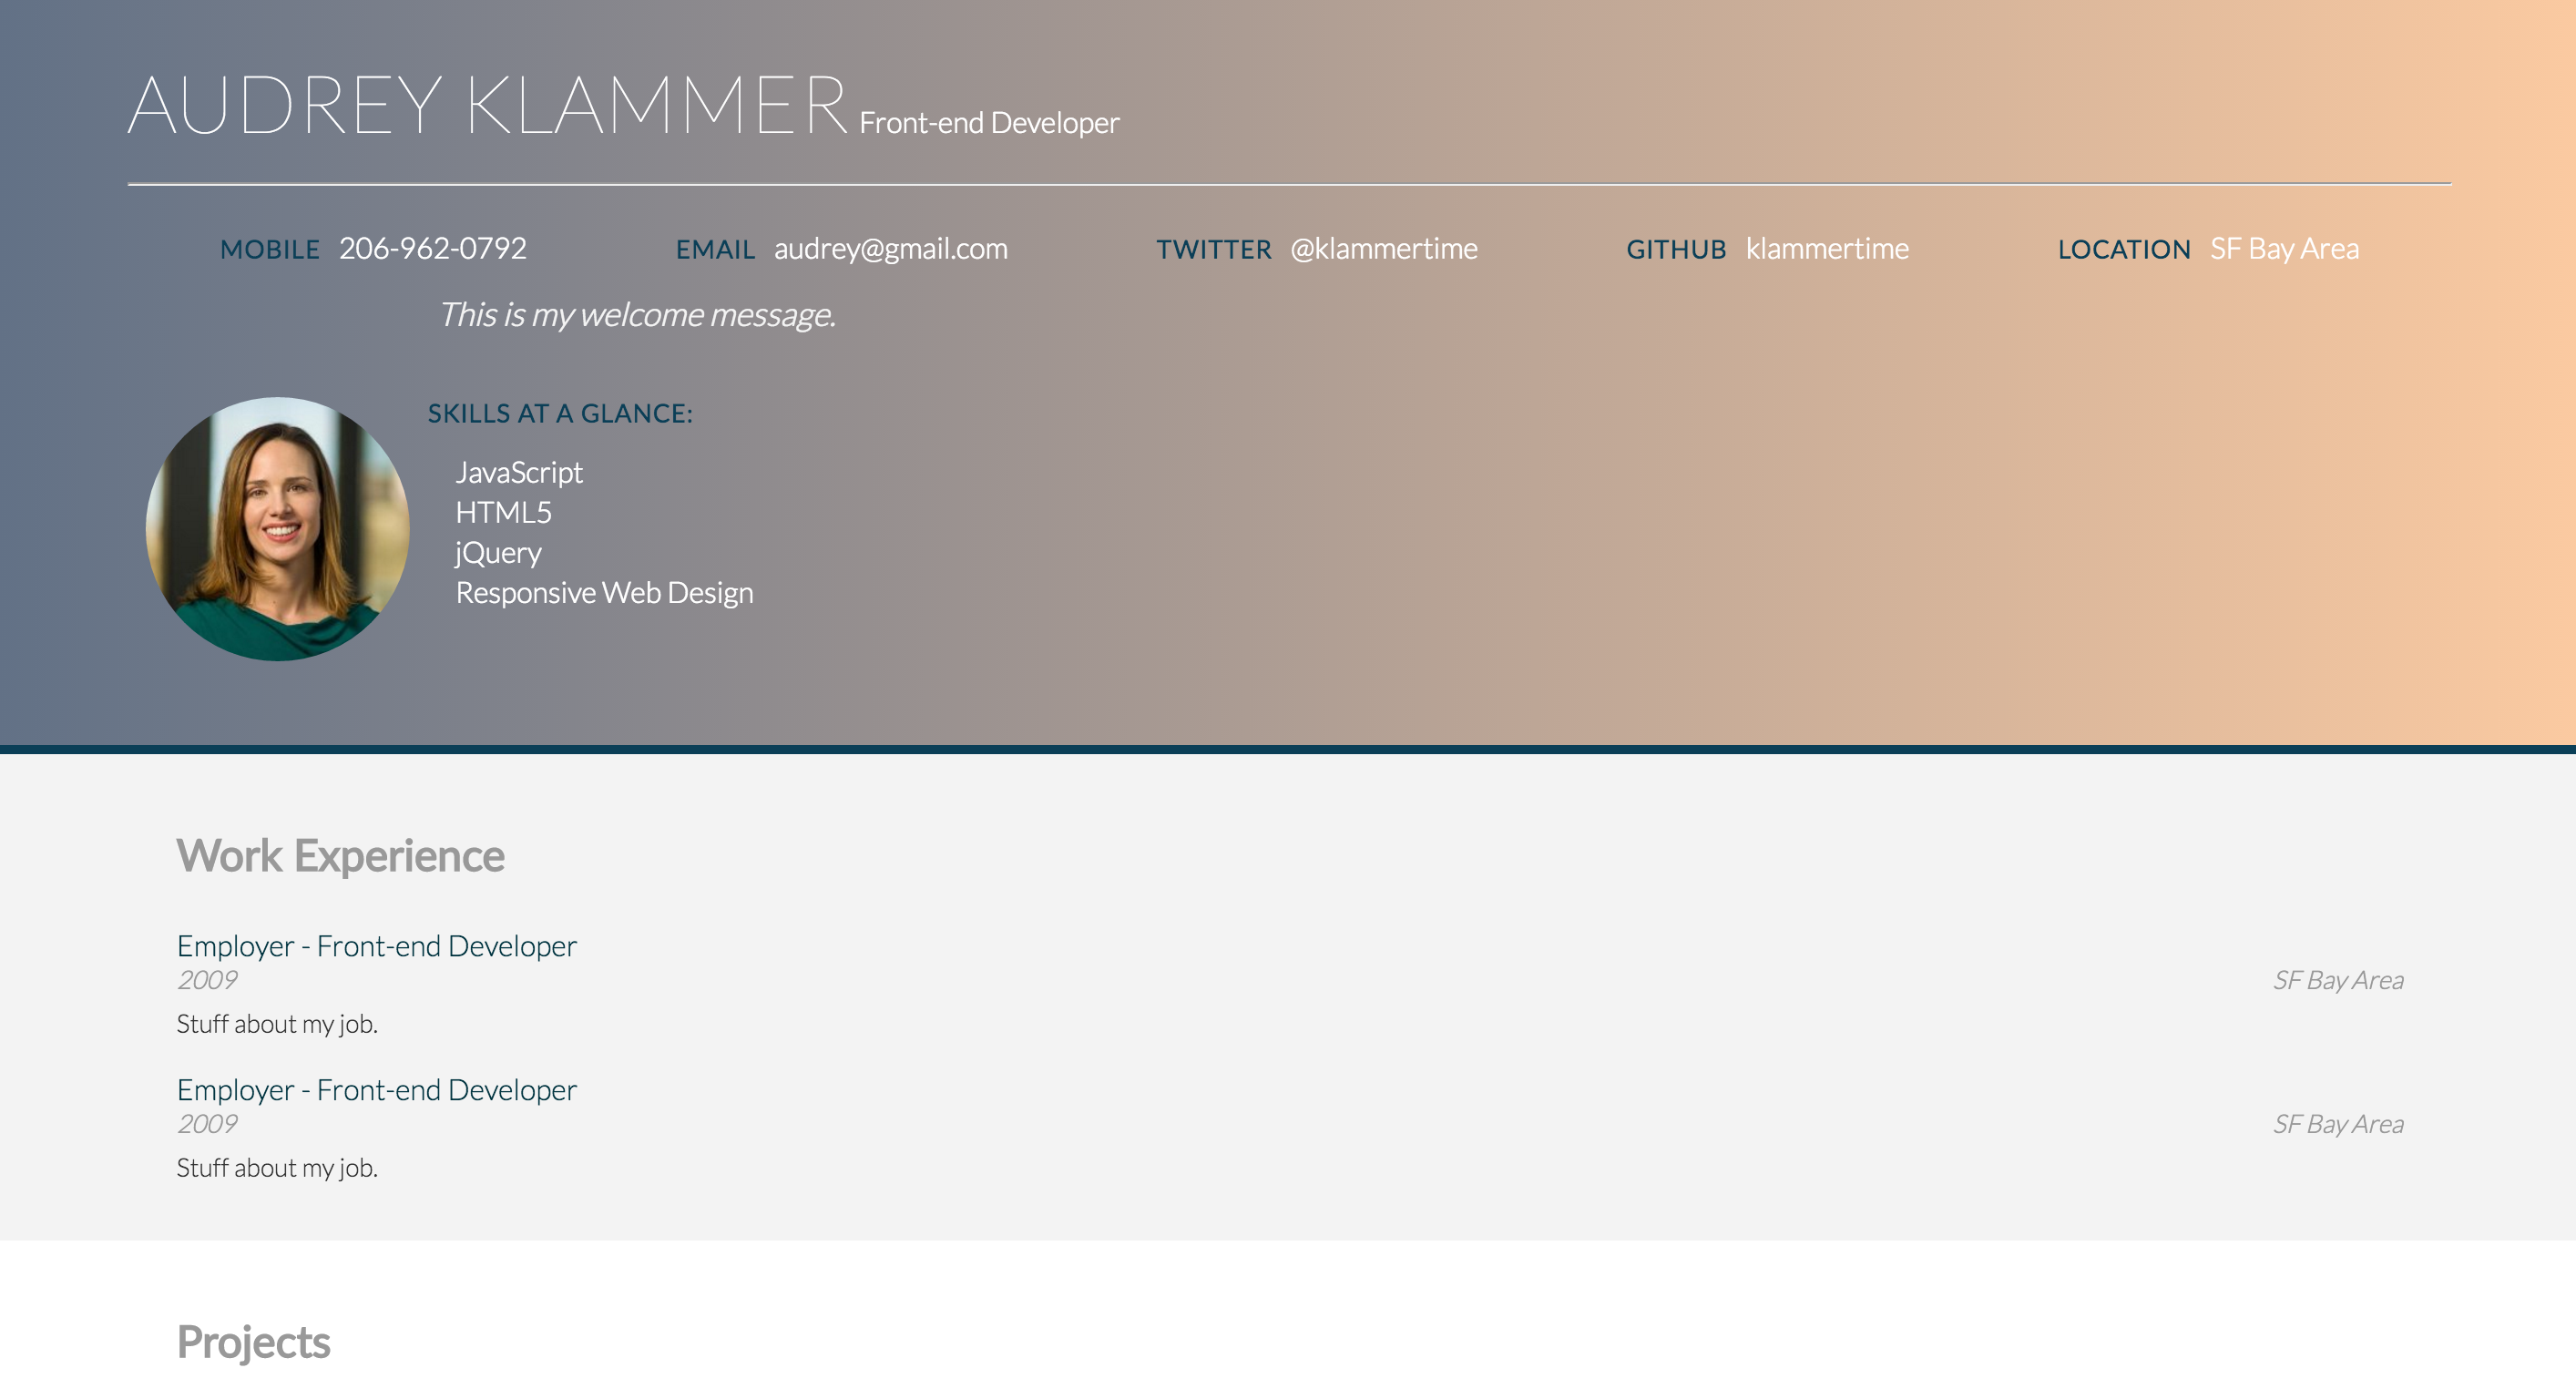 AUDREY KLAMMER Front-end Developer
MOBILE 206-962-0792 EMAIL audrey@gmail.com TWITTER @klammertime GITHUB klammertime LOCATION SF Bay Area
This is my welcome message.
SKILLS AT A GLANCE:
JavaScript
HTML5
jQuery
Responsive Web Design
Work Experience
Employer - Front-end Developer
2009 SF Bay Area
Stuff about my job.
Employer - Front-end Developer
2009 SF Bay Area
Stuff about my job.
Projects